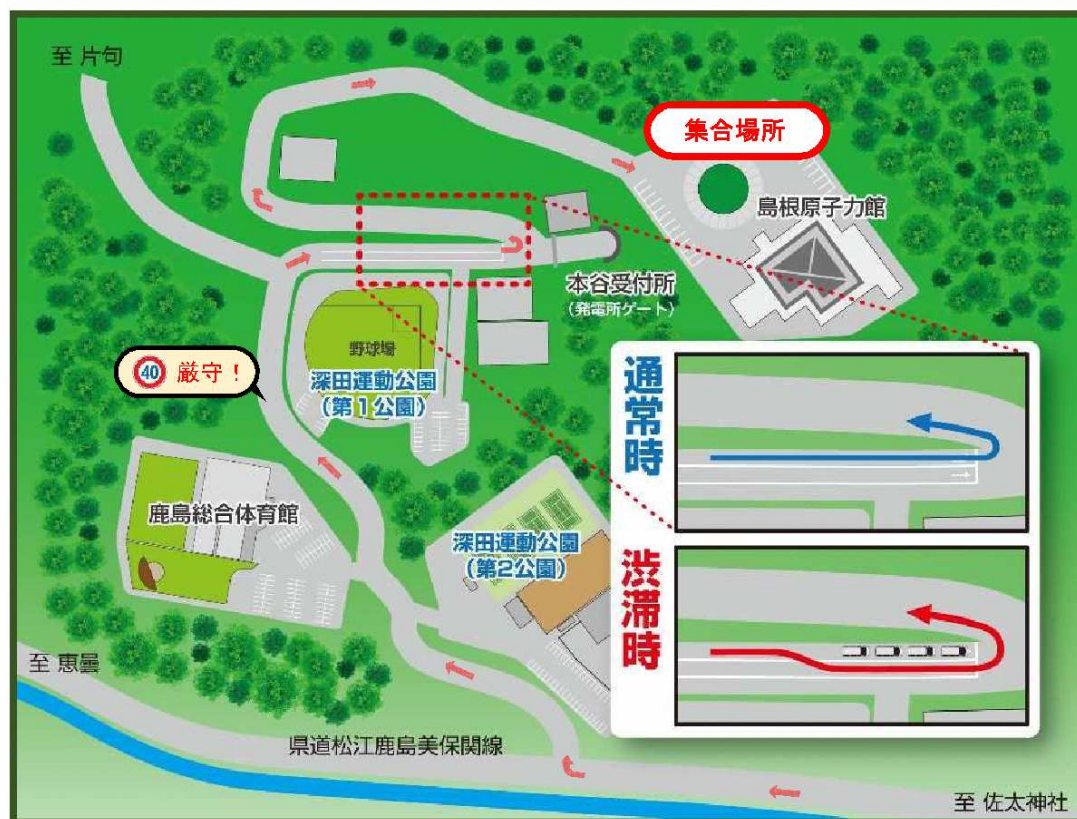 至 片句
集合場所
島根原子力館
本谷受付所
(発電所ゲート)
野球場
40 厳守!
深田運動公園
(第1公園)
通常時
鹿島総合体育館
深田運動公園
(第2公園)
渋滞時
至 恵曇
県道松江鹿島美保関線
至 佐太神社